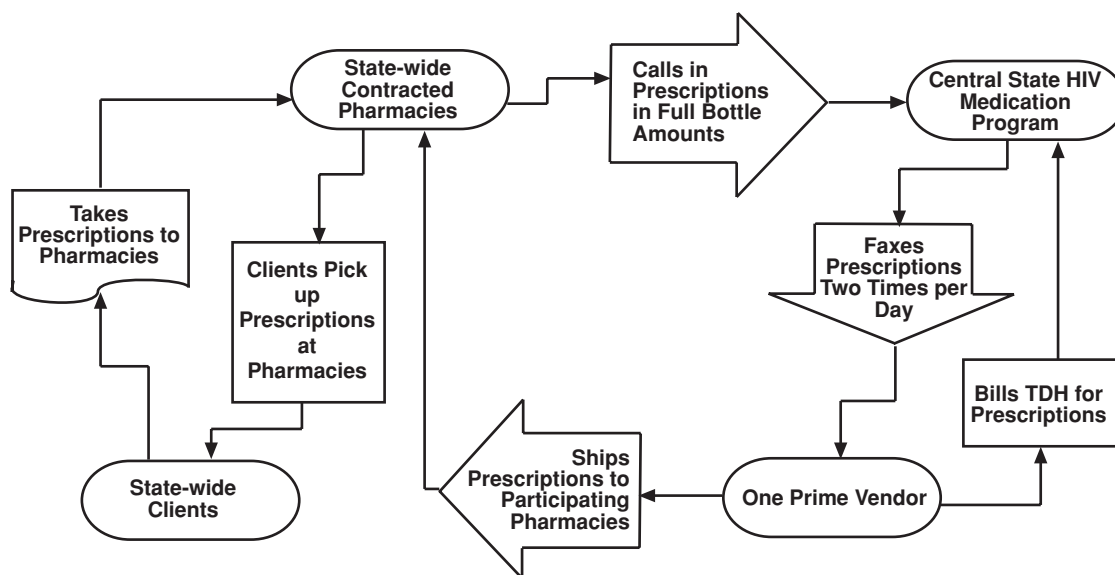 State-wide
Contracted
Pharmacies
Calls in
Prescriptions
in Full Bottle
Amounts
Central State HIV
Medication
Program
Takes
Prescriptions to
Pharmacies
Clients Pick
up
Prescriptions
at
Pharmacies
Faxes
Prescriptions
Two Times per
Day
Bills TDH for
Prescriptions
Ships
Prescriptions to
Participating
Pharmacies
One Prime Vendor
State-wide
Clients